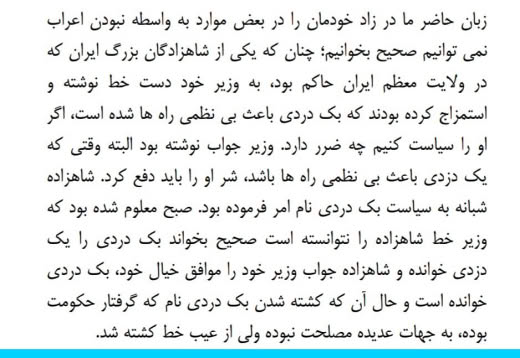 زبان حاضر ما در زاد خودمان را در بعض موارد به واسطه نبودن اعراب
نمی توانیم صحیح بخوانیم؛ چنان که یکی از شاهزادگان بزرگ ایران که
در ولایت معظم ایران حاکم بود، به وزیر خود دست خط نوشته و
استمزاج کرده بودند که بک دردی باعث بی نظمی راه ها شده است، اگر
او را سیاست کنیم چه ضرر دارد. وزیر جواب نوشته بود البته وقتی که
یک دزدی باعث بی نظمی راه ها باشد، شر او را باید دفع کرد. شاهزاده
شبانه به سیاست بک دردی نام امر فرموده بود. صبح معلوم شده بود که
وزیر خط شاهزاده را نتوانسته است صحیح بخواند بک دردی را یک
دزدی خوانده و شاهزاده جواب وزیر خود را موافق خیال خود، بک دردی
خوانده است و حال آن که کشته شدن بک دردی نام که گرفتار حکومت
بوده، به جهات عدیده مصلحت نبوده ولی از عیب خط کشته شد.